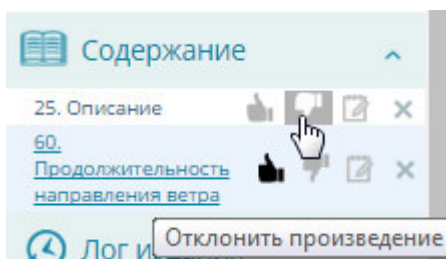 Содержание
25. Описание
60.
Продолжительность
направления ветра
Лог и
Отклонить произведение